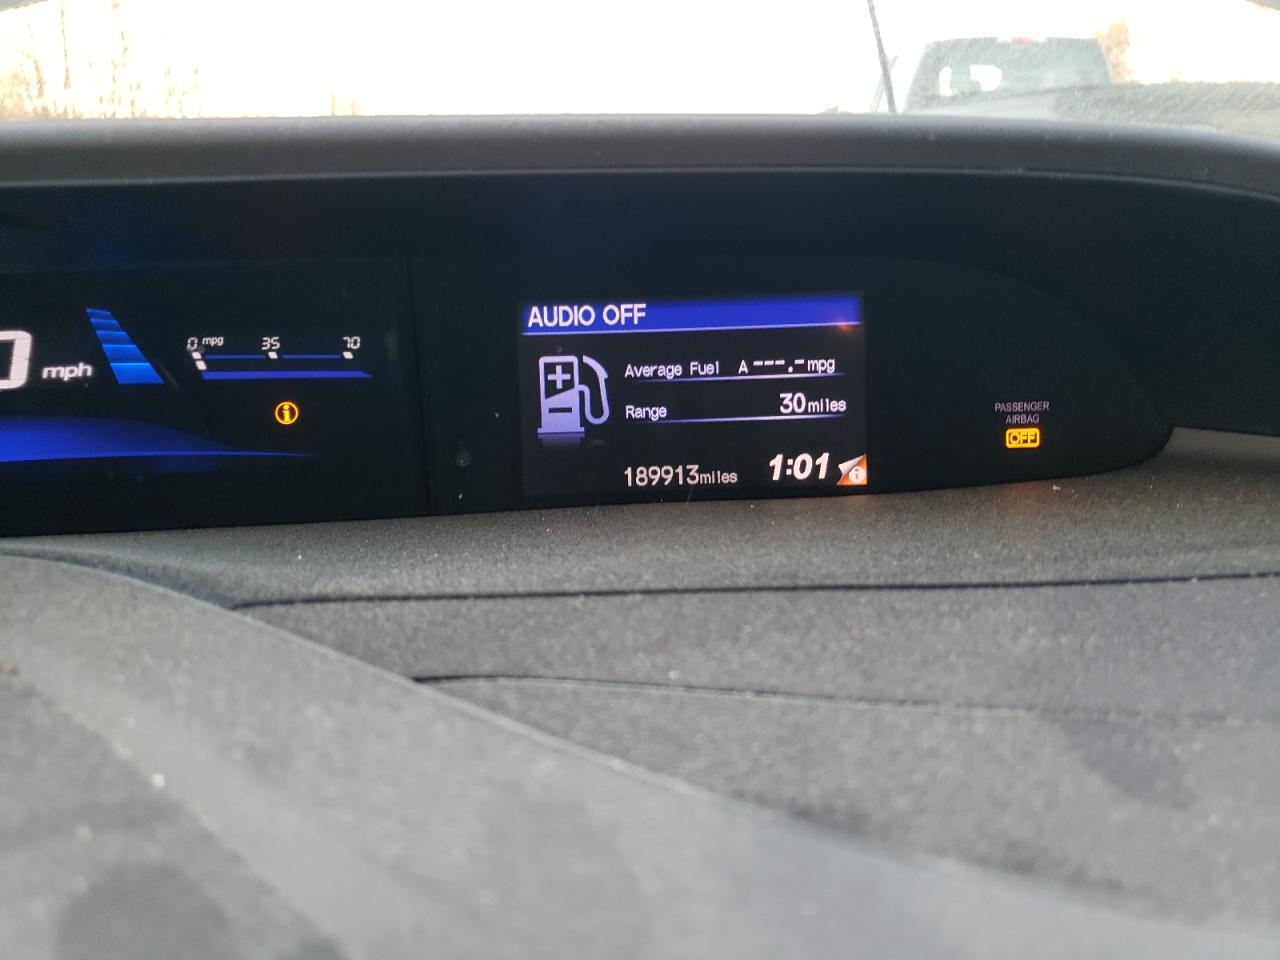 AUDIO OFF
0 mpg 35 70
0 mph
Average Fuel A ---.- mpg
Range 30 miles
189913 miles 1:01
PASSENGER
AIRBAG
OFF